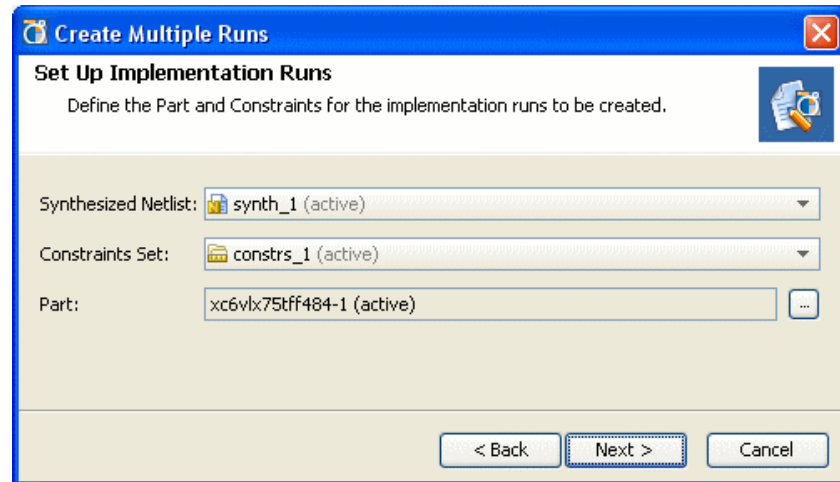 Create Multiple Runs
Set Up Implementation Runs
Define the Part and Constraints for the implementation runs to be created.
Synthesized Netlist: synth_1 (active)
Constraints Set: constrs_1 (active)
Part: xc6vlx75tff484-1 (active) ...
< Back Next > Cancel